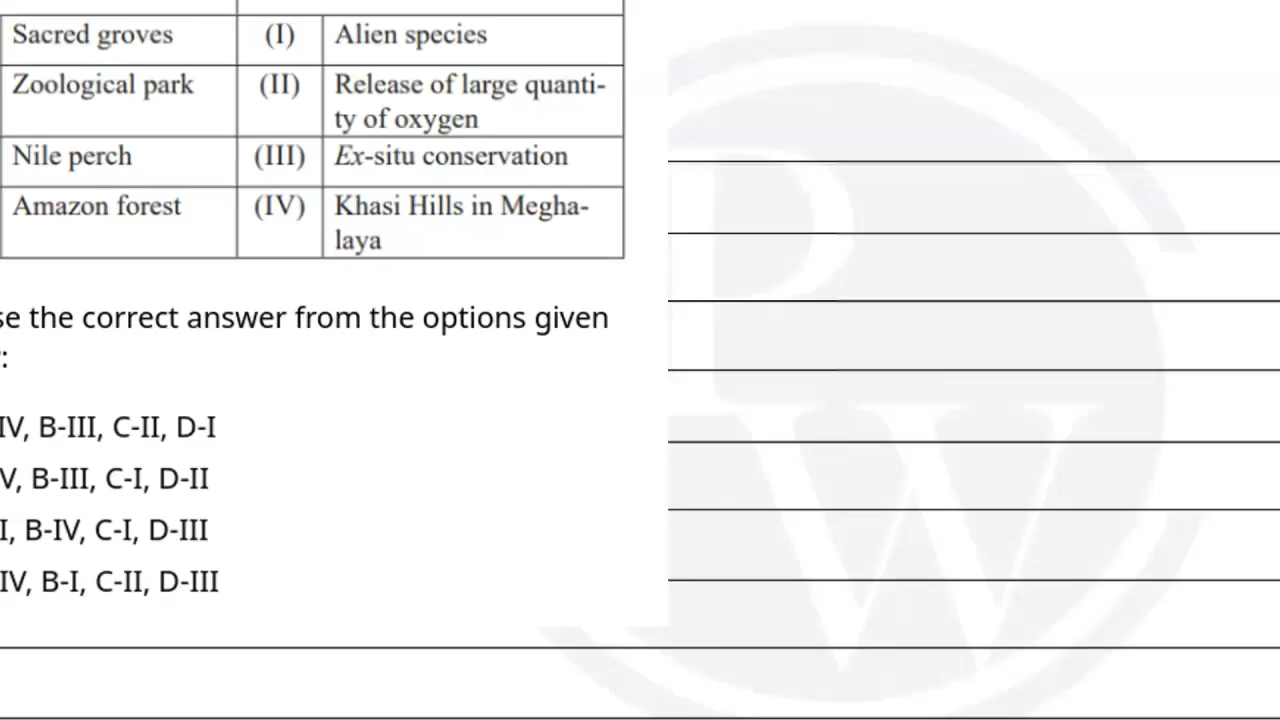 Sacred groves (I) Alien species
Zoological park (II) Release of large quanti-
ty of oxygen
Nile perch (III) Ex-situ conservation
Amazon forest (IV) Khasi Hills in Megha-
laya
se the correct answer from the options given
:
IV, B-III, C-II, D-I
V, B-III, C-I, D-II
I, B-IV, C-I, D-III
IV, B-I, C-II, D-III
PW